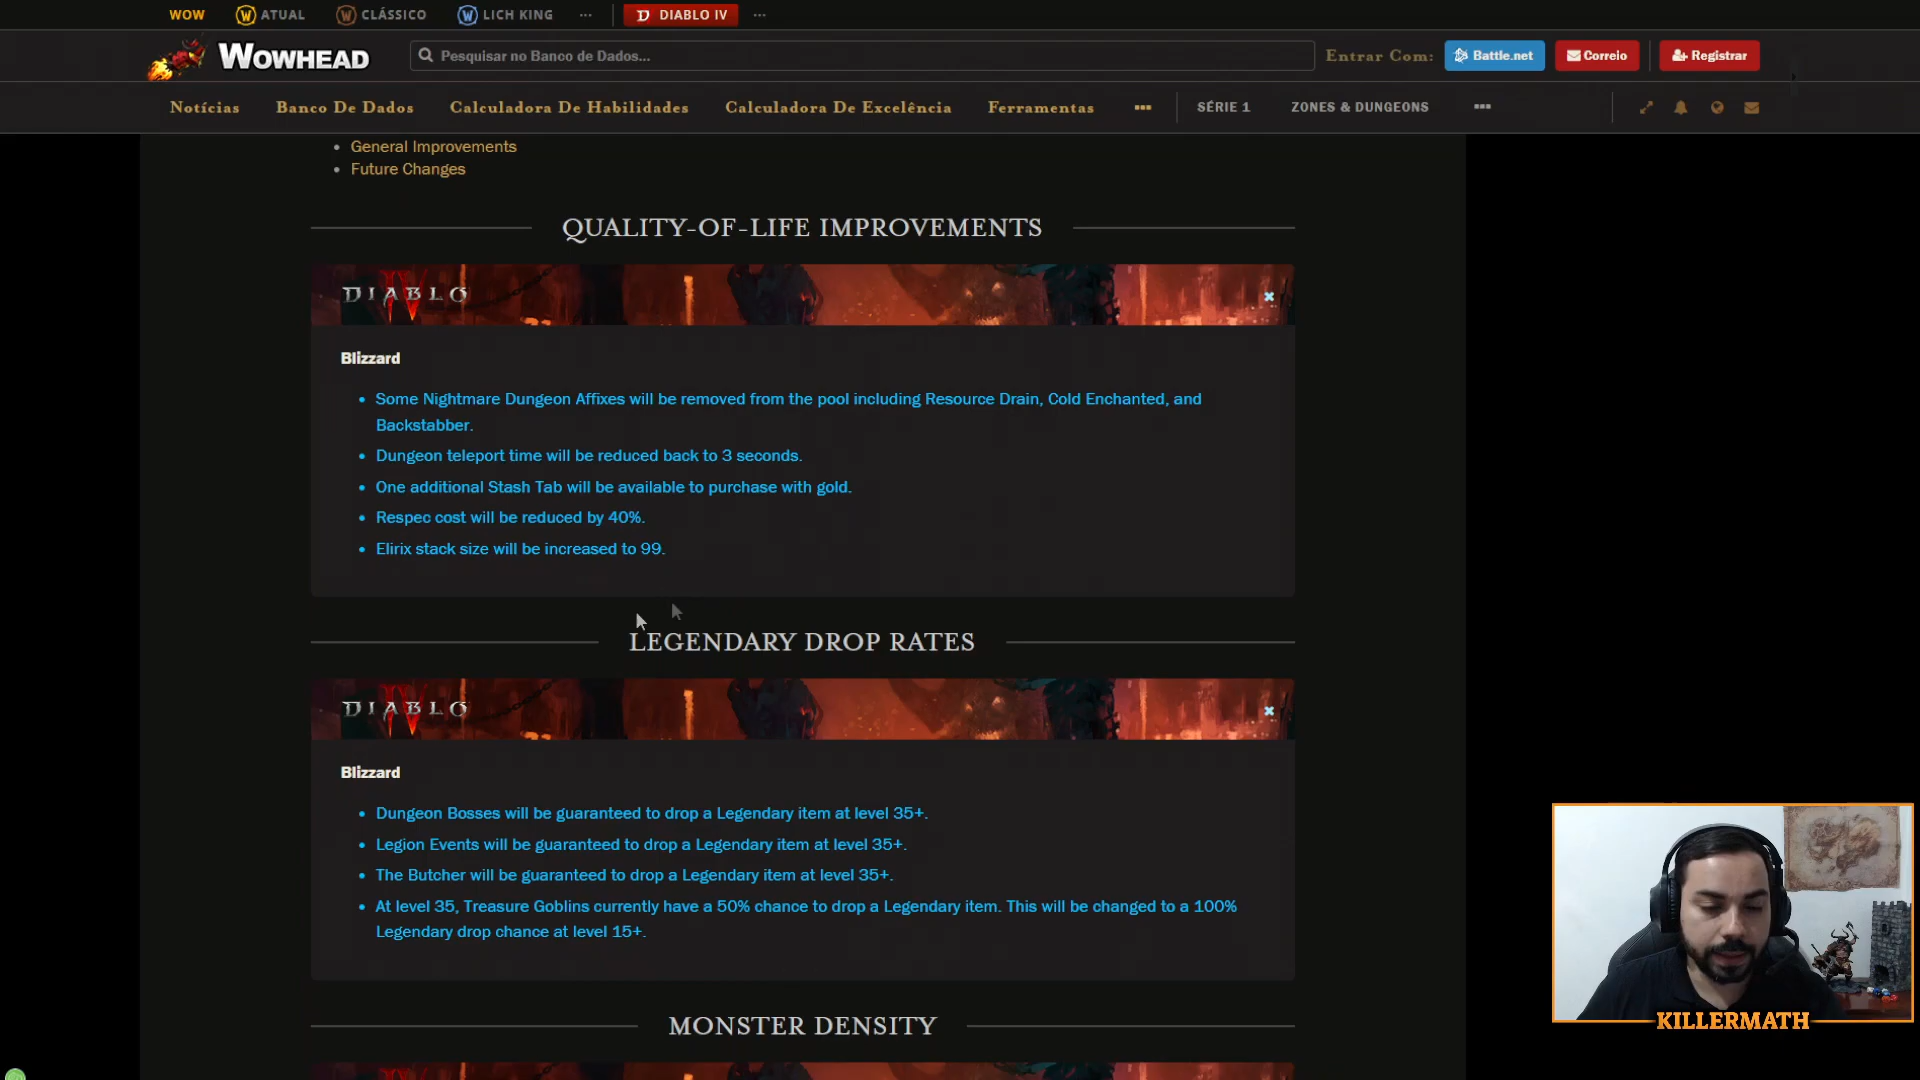 WOW ATUAL CLÁSSICO LICH KING ... DIABLO IV ...
WOWHEAD Pesquisar no Banco de Dados... Entrar Com: Battle.net Correio Registrar
Notícias Banco De Dados Calculadora De Habilidades Calculadora De Excelência Ferramentas ... SÉRIE 1 ZONES & DUNGEONS ...
• General Improvements
• Future Changes
QUALITY-OF-LIFE IMPROVEMENTS
DIABLO IV
Blizzard
• Some Nightmare Dungeon Affixes will be removed from the pool including Resource Drain, Cold Enchanted, and
Backstabber.
• Dungeon teleport time will be reduced back to 3 seconds.
• One additional Stash Tab will be available to purchase with gold.
• Respec cost will be reduced by 40%.
• Elirix stack size will be increased to 99.
LEGENDARY DROP RATES
DIABLO IV
Blizzard
• Dungeon Bosses will be guaranteed to drop a Legendary item at level 35+.
• Legion Events will be guaranteed to drop a Legendary item at level 35+.
• The Butcher will be guaranteed to drop a Legendary item at level 35+.
• At level 35, Treasure Goblins currently have a 50% chance to drop a Legendary item. This will be changed to a 100%
Legendary drop chance at level 15+.
KILLERMATH
MONSTER DENSITY